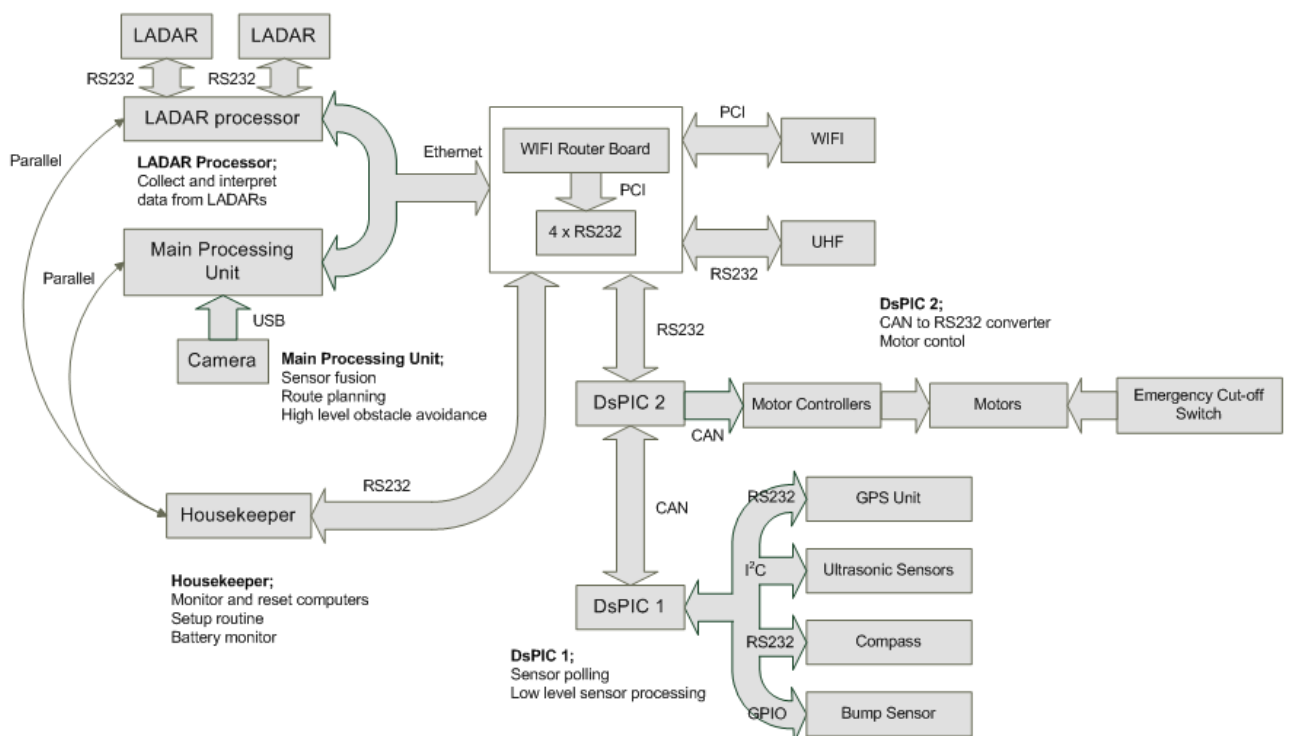 LADAR
LADAR
RS232
RS232
LADAR processor
Parallel
LADAR Processor;
Collect and interpret
data from LADARs
Ethernet
WIFI Router Board
PCI
4 x RS232
PCI
WIFI
RS232
UHF
Main Processing
Unit
Parallel
USB
Camera
Main Processing Unit;
Sensor fusion
Route planning
High level obstacle avoidance
RS232
DsPIC 2;
CAN to RS232 converter
Motor contol
DsPIC 2
CAN
Motor Controllers
Motors
Emergency Cut-off
Switch
RS232
Housekeeper
CAN
Housekeeper;
Monitor and reset computers
Setup routine
Battery monitor
DsPIC 1
DsPIC 1;
Sensor polling
Low level sensor processing
RS232
GPS Unit
I²C
Ultrasonic Sensors
RS232
Compass
GPIO
Bump Sensor